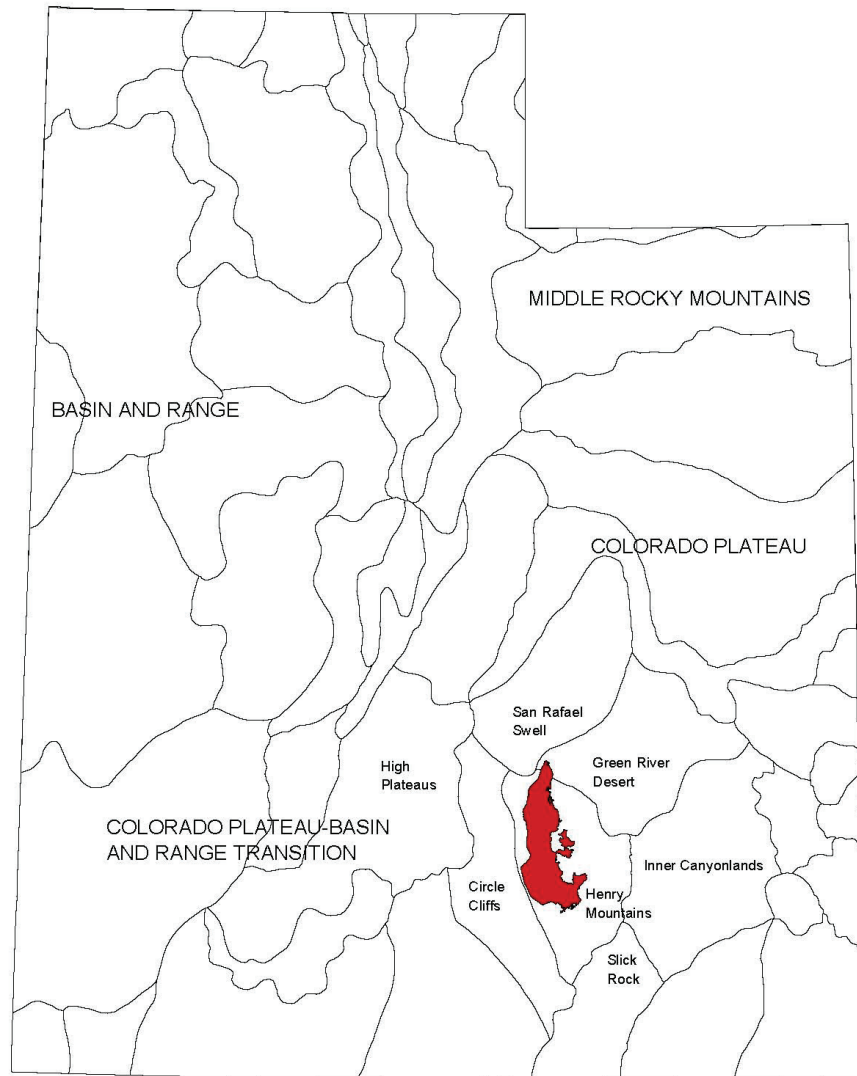 MIDDLE ROCKY MOUNTAINS
BASIN AND RANGE
COLORADO PLATEAU
San Rafael
Swell
High
Plateaus
Green River
Desert
COLORADO PLATEAU-BASIN
AND RANGE TRANSITION
Inner Canyonlands
Circle
Cliffs
Henry
Mountains
Slick
Rock